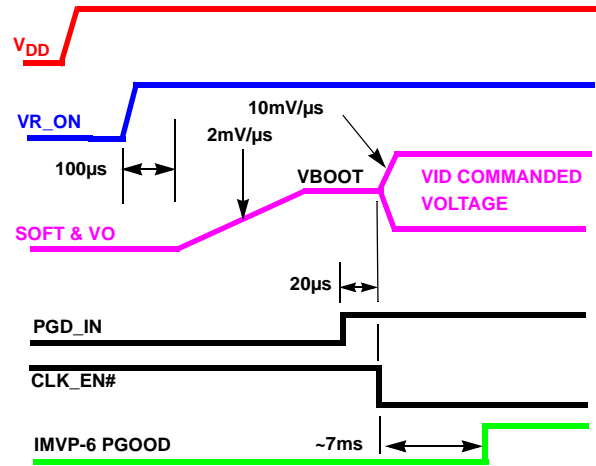 VDD
10mV/µs
VR_ON
2mV/µs
100µs
VBOOT
VID COMMANDED
VOLTAGE
SOFT & VO
20µs
PGD_IN
CLK_EN#
IMVP-6 PGOOD
~7ms